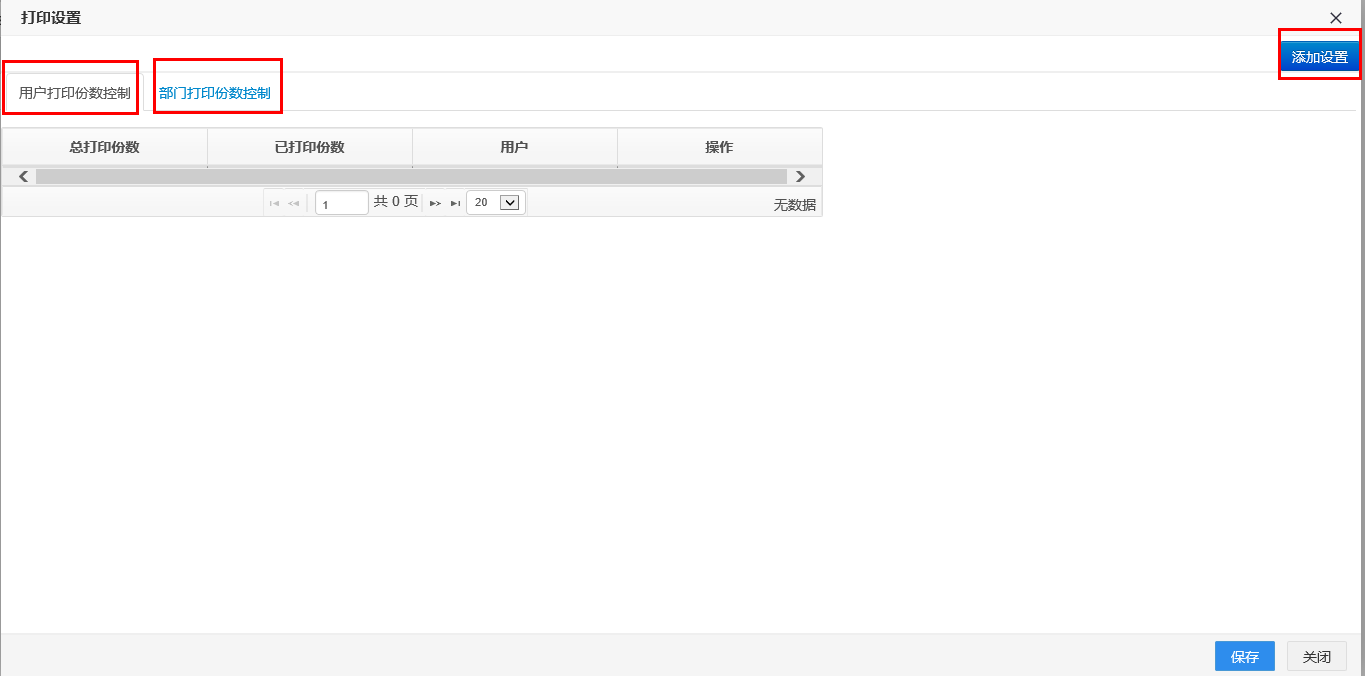 打印设置
添加设置
用户打印份数控制 部门打印份数控制
总打印份数 已打印份数 用户 操作
1 共 0 页 20 无数据
保存 关闭